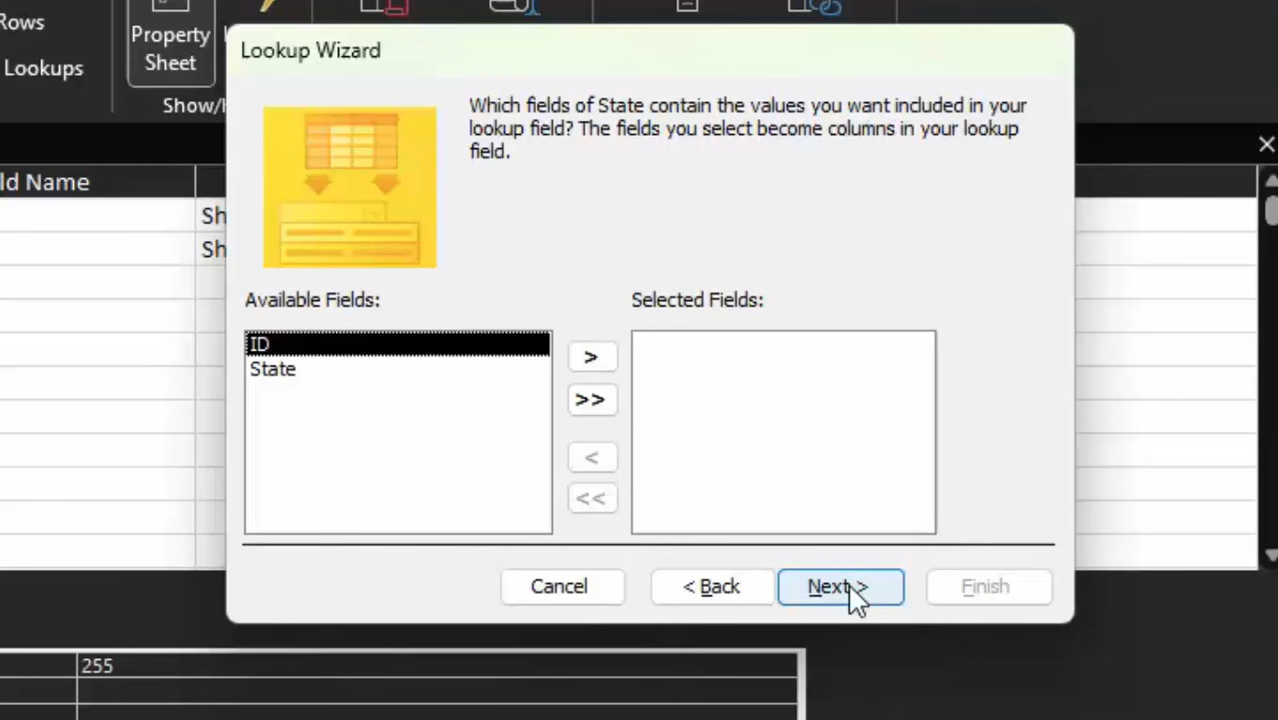 Rows
Property
Sheet
Lookups
Show/
Lookup Wizard
Which fields of State contain the values you want included in your
lookup field? The fields you select become columns in your lookup
field.
ld Name
Sh
Sh
Available Fields:
Selected Fields:
ID
State
>
>>
<
<<
Cancel
< Back
Next >
Finish
255